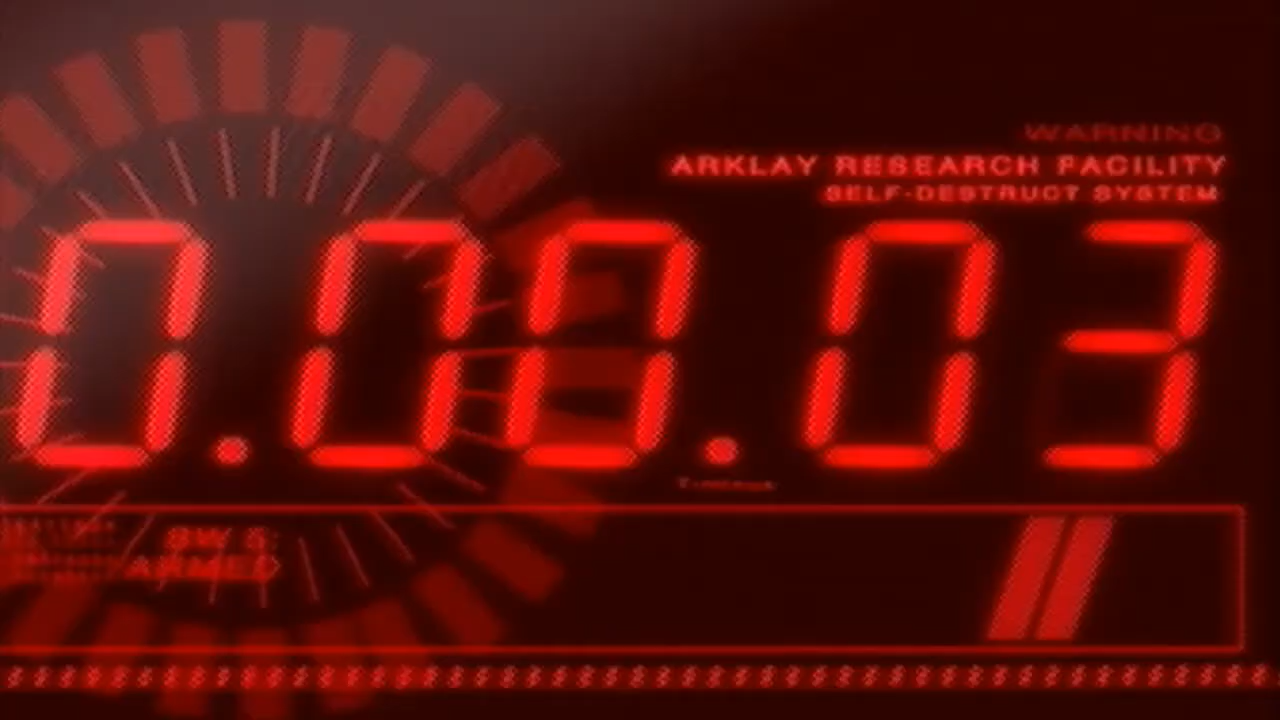 WARNING
ARKLAY RESEARCH FACILITY
SELF-DESTRUCT SYSTEM
0.00.03
ARMED